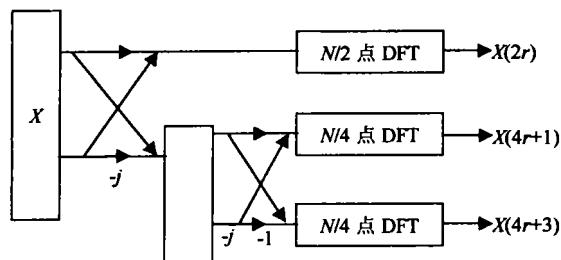 N/2 点 DFT
X(2r)
X
N/4 点 DFT
X(4r+1)
-j
N/4 点 DFT
X(4r+3)
-j
-1